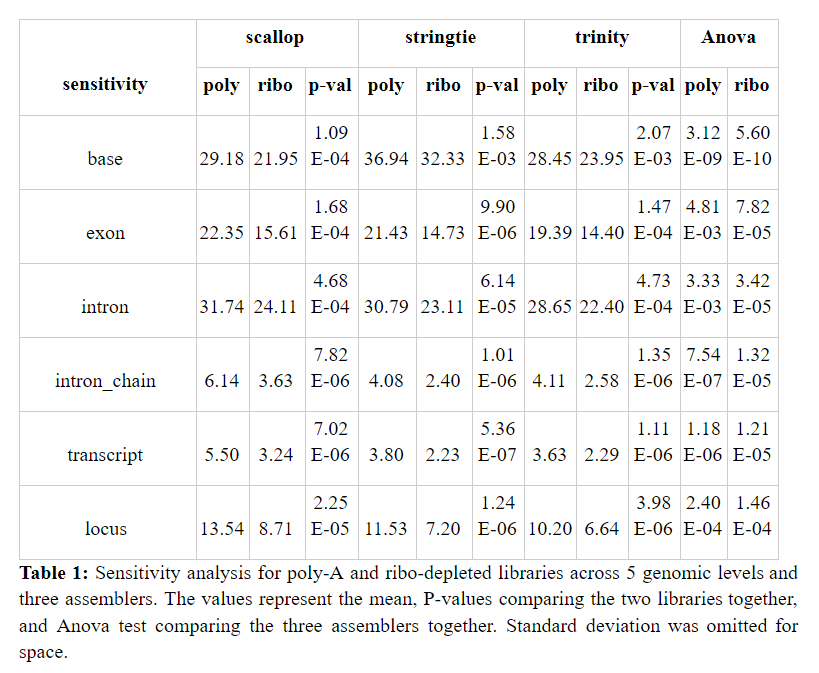 scallop stringtie trinity Anova
sensitivity poly ribo p-val poly ribo p-val poly ribo p-val poly ribo
1.09 1.58 2.07 3.12 5.60
base 29.18 21.95 E-04 36.94 32.33 E-03 28.45 23.95 E-03 E-09 E-10
1.68 9.90 1.47 4.81 7.82
exon 22.35 15.61 E-04 21.43 14.73 E-06 19.39 14.40 E-04 E-03 E-05
4.68 6.14 4.73 3.33 3.42
intron 31.74 24.11 E-04 30.79 23.11 E-05 28.65 22.40 E-04 E-03 E-05
7.82 1.01 1.35 7.54 1.32
intron_chain 6.14 3.63 E-06 4.08 2.40 E-06 4.11 2.58 E-06 E-07 E-05
7.02 5.36 1.11 1.18 1.21
transcript 5.50 3.24 E-06 3.80 2.23 E-07 3.63 2.29 E-06 E-06 E-05
2.25 1.24 3.98 2.40 1.46
locus 13.54 8.71 E-05 11.53 7.20 E-06 10.20 6.64 E-06 E-04 E-04
Table 1: Sensitivity analysis for poly-A and ribo-depleted libraries across 5 genomic levels and
three assemblers. The values represent the mean, P-values comparing the two libraries together,
and Anova test comparing the three assemblers together. Standard deviation was omitted for
space.